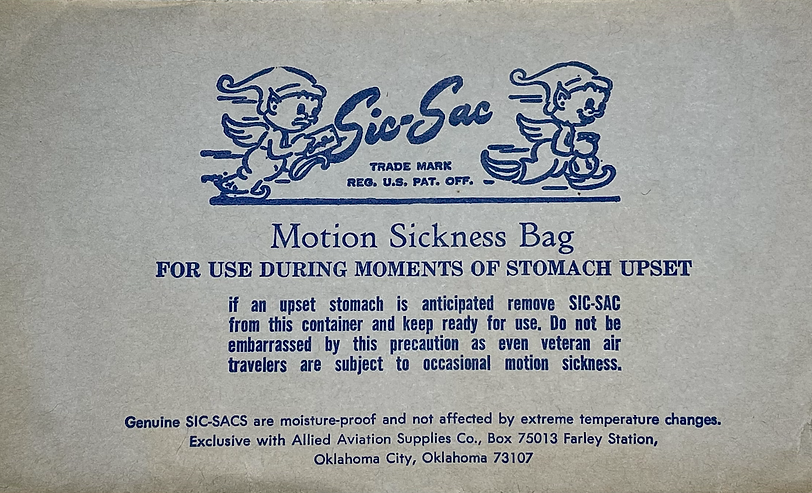 Sic-Sac
TRADE MARK
REG. U.S. PAT. OFF.
Motion Sickness Bag
FOR USE DURING MOMENTS OF STOMACH UPSET
if an upset stomach is anticipated remove SIC-SAC
from this container and keep ready for use. Do not be
embarrassed by this precaution as even veteran air
travelers are subject to occasional motion sickness.
Genuine SIC-SACS are moisture-proof and not affected by extreme temperature changes.
Exclusive with Allied Aviation Supplies Co., Box 75013 Farley Station,
Oklahoma City, Oklahoma 73107